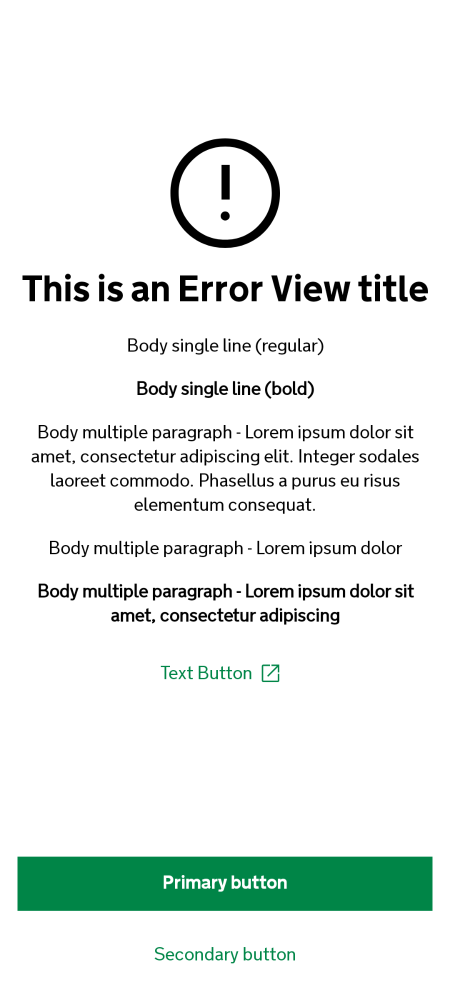 This is an Error View title
Body single line (regular)
Body single line (bold)
Body multiple paragraph - Lorem ipsum dolor sit
amet, consectetur adipiscing elit. Integer sodales
laoreet commodo. Phasellus a purus eu risus
elementum consequat.
Body multiple paragraph - Lorem ipsum dolor
Body multiple paragraph - Lorem ipsum dolor sit
amet, consectetur adipiscing
Text Button
Primary button
Secondary button